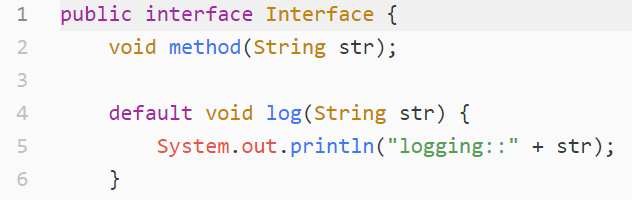 1 public interface Interface {
2     void method(String str);
3
4     default void log(String str) {
5         System.out.println("logging::" + str);
6     }